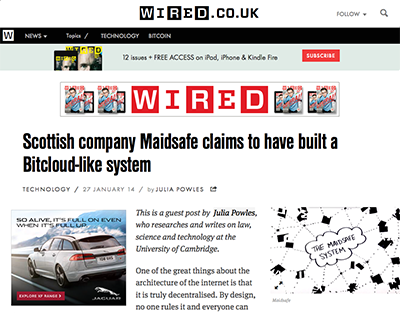 WIRED.CO.UK
FOLLOW
W
NEWS
Topics /
TECHNOLOGY
BITCOIN
12 issues + FREE ACCESS on iPad, iPhone & Kindle Fire
SUBSCRIBE
WIRED
Scottish company Maidsafe claims to have built a
Bitcloud-like system
TECHNOLOGY / 27 JANUARY 14 / by JULIA POWLES
SO ALIVE, IT'S FULL ON EVEN
WHEN IT'S FULL UP.
EXPLORE XF RANGE
JAGUAR
This is a guest post by Julia Powles,
who researches and writes on law,
science and technology at the
University of Cambridge.
One of the great things about the
architecture of the internet is that
it is truly decentralised. By design,
no one rules it and everyone can
THE MAIDSAFE
SYSTEM
Maidsafe